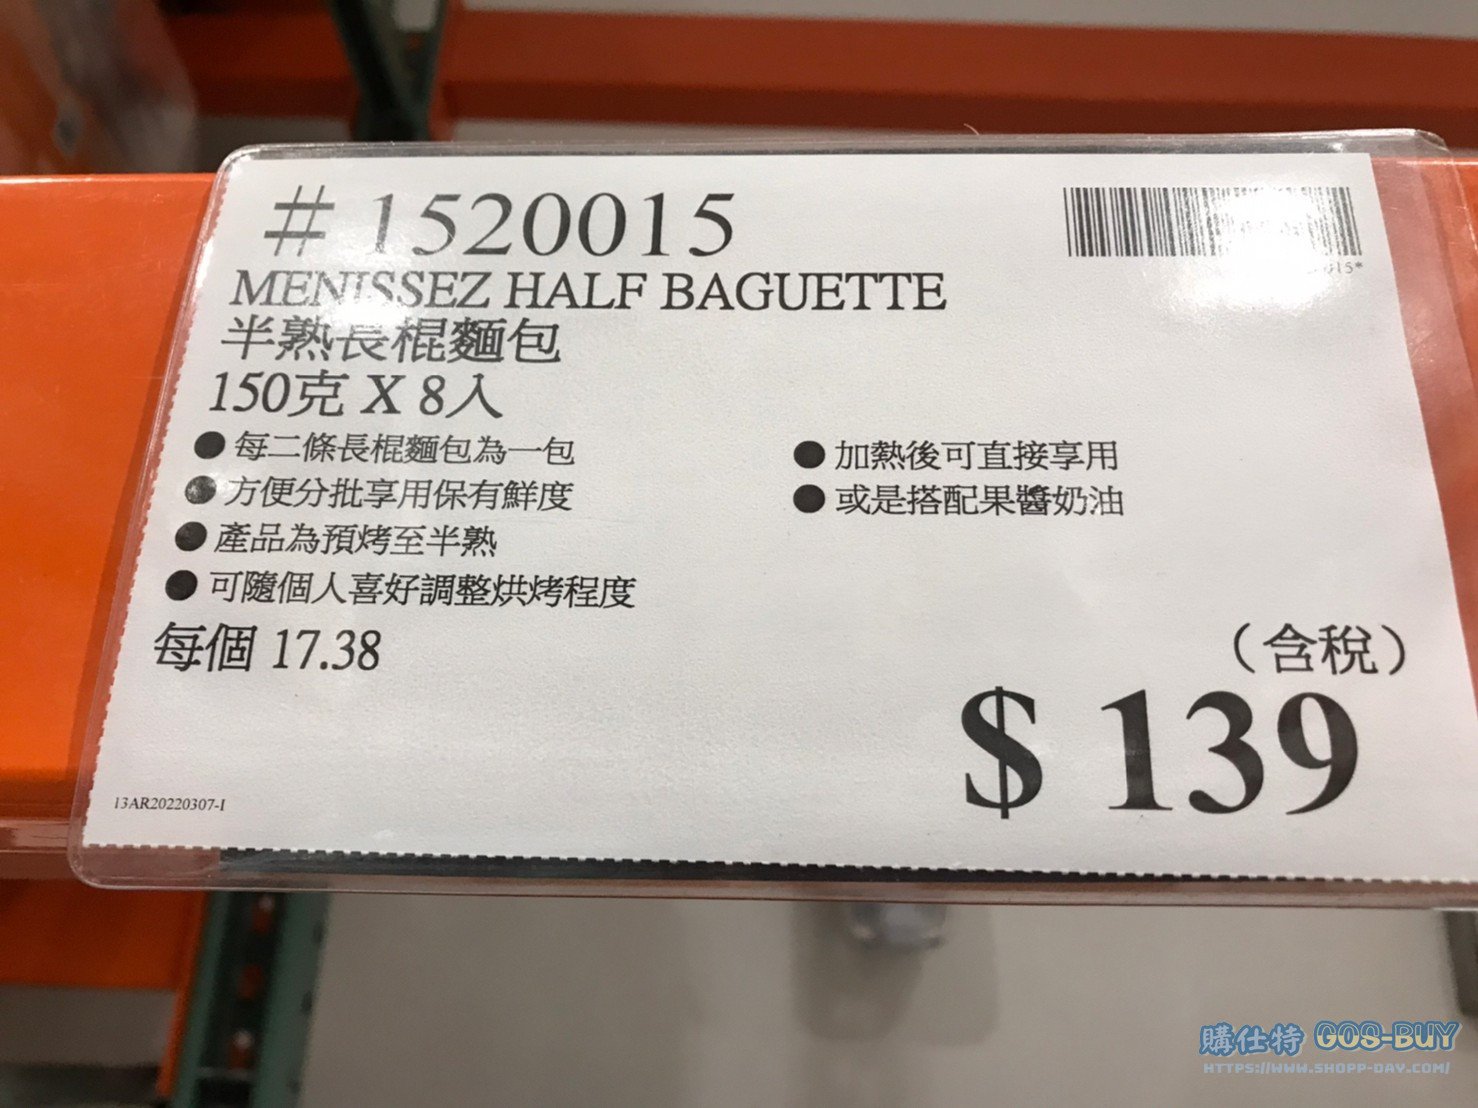 # 1520015
MENISSEZ HALF BAGUETTE
半熟長棍麵包
150克 X 8入
●每二條長棍麵包為一包
●方便分批享用保有鮮度
●產品為預烤至半熟
●可隨個人喜好調整烘烤程度
●加熱後可直接享用
●或是搭配果醬奶油
每個 17.38
(含稅)
$ 139
13AR20220307-I
購仕特 GOS-BUY
HTTPS://WWW.SHOPP-DAY.COM/